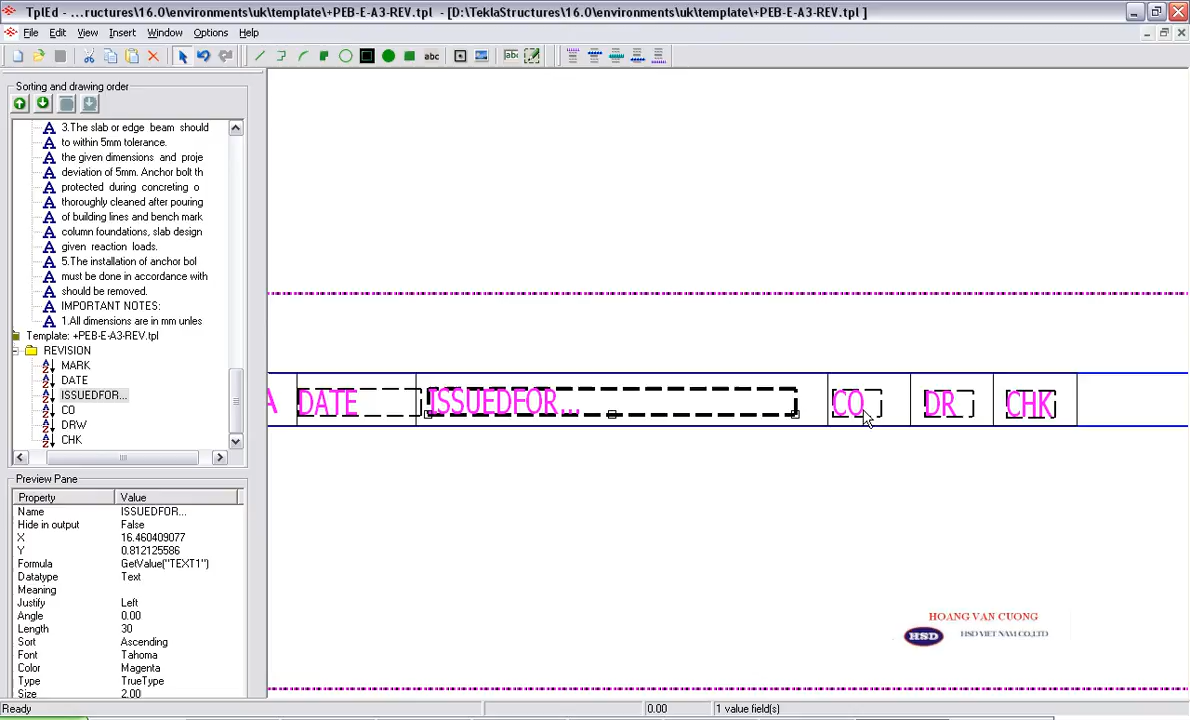 TplEd - ...ructures\16.0\environments\uk\template\+PEB-E-A3-REV.tpl - [D:\TeklaStructures\16.0\environments\uk\template\+PEB-E-A3-REV.tpl ]
File Edit View Insert Window Options Help
abc abc
Sorting and drawing order
3.The slab or edge beam should
to within 5mm tolerance.
the given dimensions and proje
deviation of 5mm. Anchor bolt th
protected during concreting o
thoroughly cleaned after pouring
of building lines and bench mark
column foundations, slab design
given reaction loads.
5.The installation of anchor bol
must be done in accordance with
should be removed.
IMPORTANT NOTES:
1.All dimensions are in mm unles
Template: +PEB-E-A3-REV.tpl
REVISION
MARK
DATE
ISSUEDFOR...
CO
DRW
CHK
A DATE ISSUEDFOR... CO DR CHK
Preview Pane
Property Value
Name ISSUEDFOR...
Hide in output False
X 16.460409077
Y 0.812125586
Formula GetValue("TEXT1")
Datatype Text
Meaning
Justify Left
Angle 0.00
Length 30
Sort Ascending
Font Tahoma
Color Magenta
Type TrueType
Size 2.00
HOANG VAN CUONG
HSD HSD VIET NAM CO.,LTD
Ready 0.00 1 value field(s)